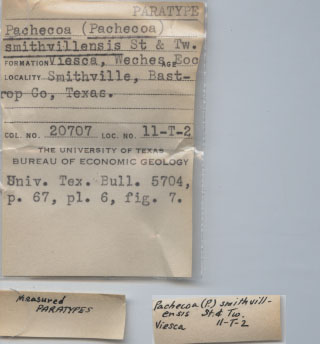 PARATYPE
Pachecoa (Pachecoa)
smithvillensis St & Tw.
FORMATION Viesca, Weches AGE Eoc
LOCALITY Smithville, Bast-
rop Co, Texas.
COL. NO. 20707 LOC. NO. 11-T-2
THE UNIVERSITY OF TEXAS
BUREAU OF ECONOMIC GEOLOGY
Univ. Tex. Bull. 5704,
p. 67, pl. 6, fig. 7.
Measured
PARATYPES
Pachecoa (P) smithvill-
ensis St. & Tw.
Viesca 11-T-2